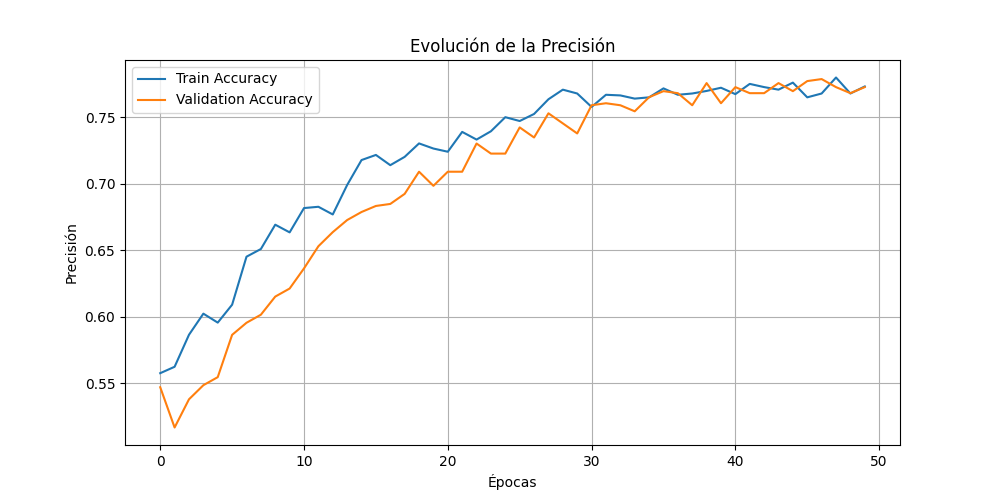 Evolución de la Precisión
Train Accuracy
Validation Accuracy
Precisión
0.75
0.70
0.65
0.60
0.55
0 10 20 30 40 50
Épocas